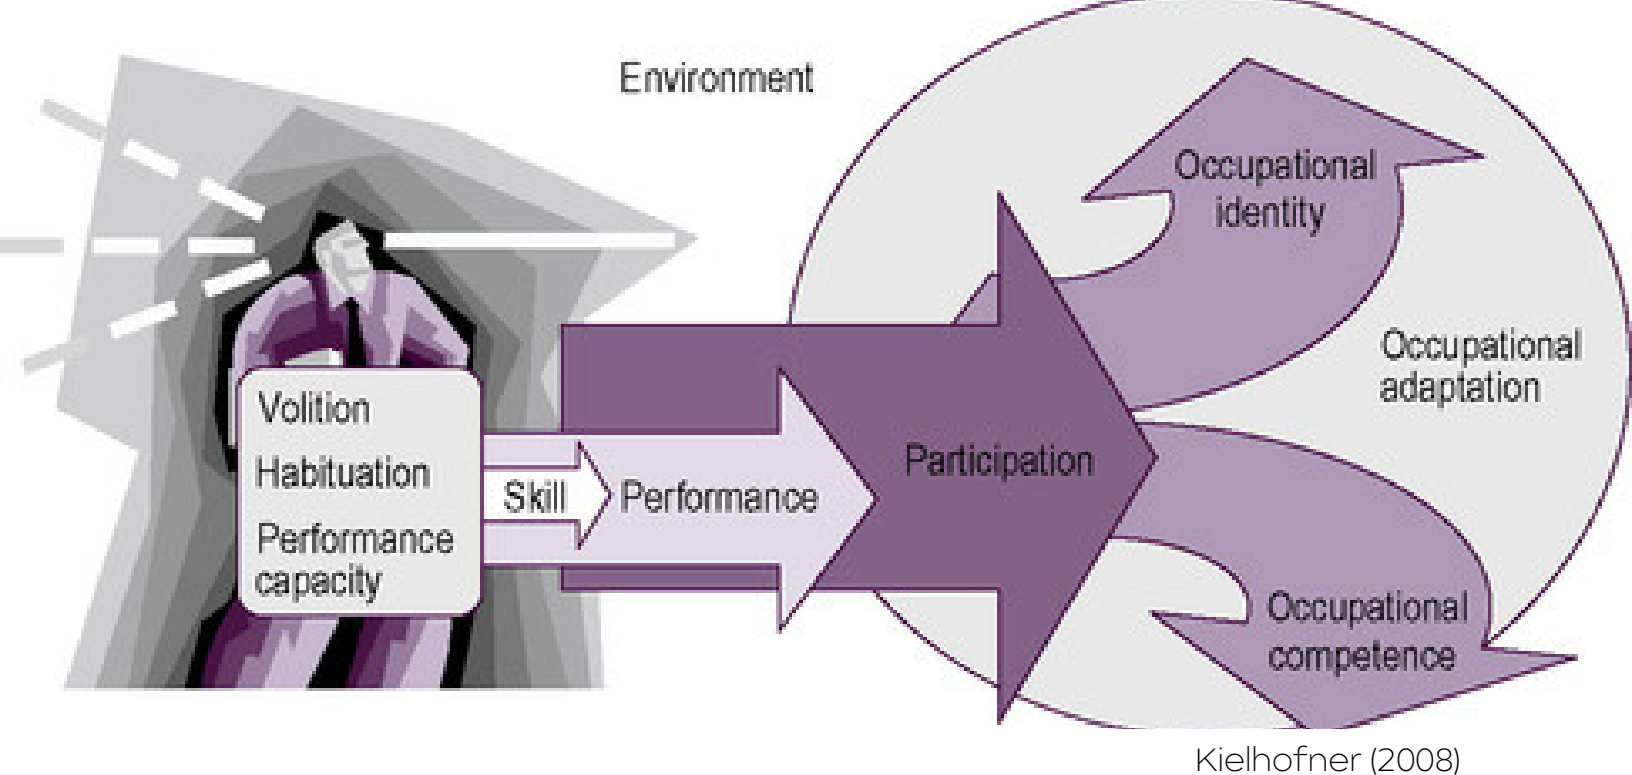 Environment
Occupational
identity
Occupational
adaptation
Volition
Habituation
Performance
capacity
Skill
Performance
Participation
Occupational
competence
Kielhofner (2008)